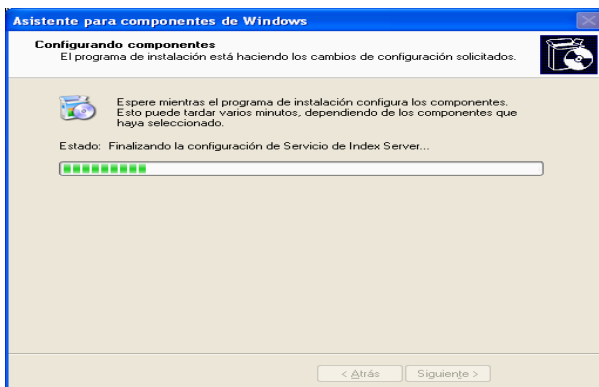 Asistente para componentes de Windows
Configurando componentes
El programa de instalación está haciendo los cambios de configuración solicitados.
Espere mientras el programa de instalación configura los componentes.
Esto puede tardar varios minutos, dependiendo de los componentes que
haya seleccionado.
Estado: Finalizando la configuración de Servicio de Index Server...
< Atrás
Siguiente >